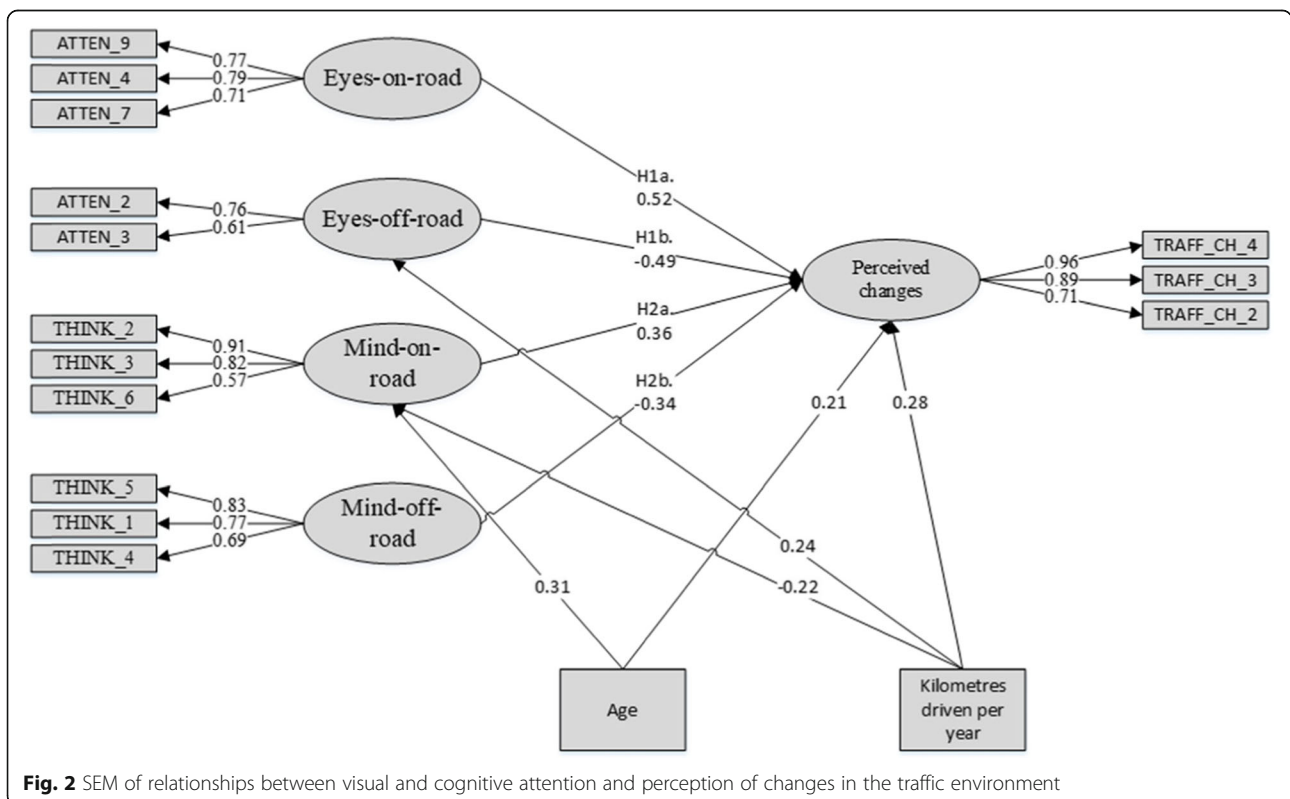 ATTEN_9
ATTEN_4
ATTEN_7
0.77
0.79
0.71
Eyes-on-road
H1a.
0.52
ATTEN_2
ATTEN_3
0.76
0.61
Eyes-off-road
H1b.
-0.49
THINK_2
THINK_3
THINK_6
0.91
0.82
0.57
Mind-on-
road
H2a.
0.36
THINK_5
THINK_1
THINK_4
0.83
0.77
0.69
Mind-off-
road
H2b.
-0.34
Perceived
changes
0.96
0.89
0.71
TRAFF_CH_4
TRAFF_CH_3
TRAFF_CH_2
0.21
0.28
0.24
-0.22
0.31
Age
Kilometres
driven per
year
Fig. 2 SEM of relationships between visual and cognitive attention and perception of changes in the traffic environment